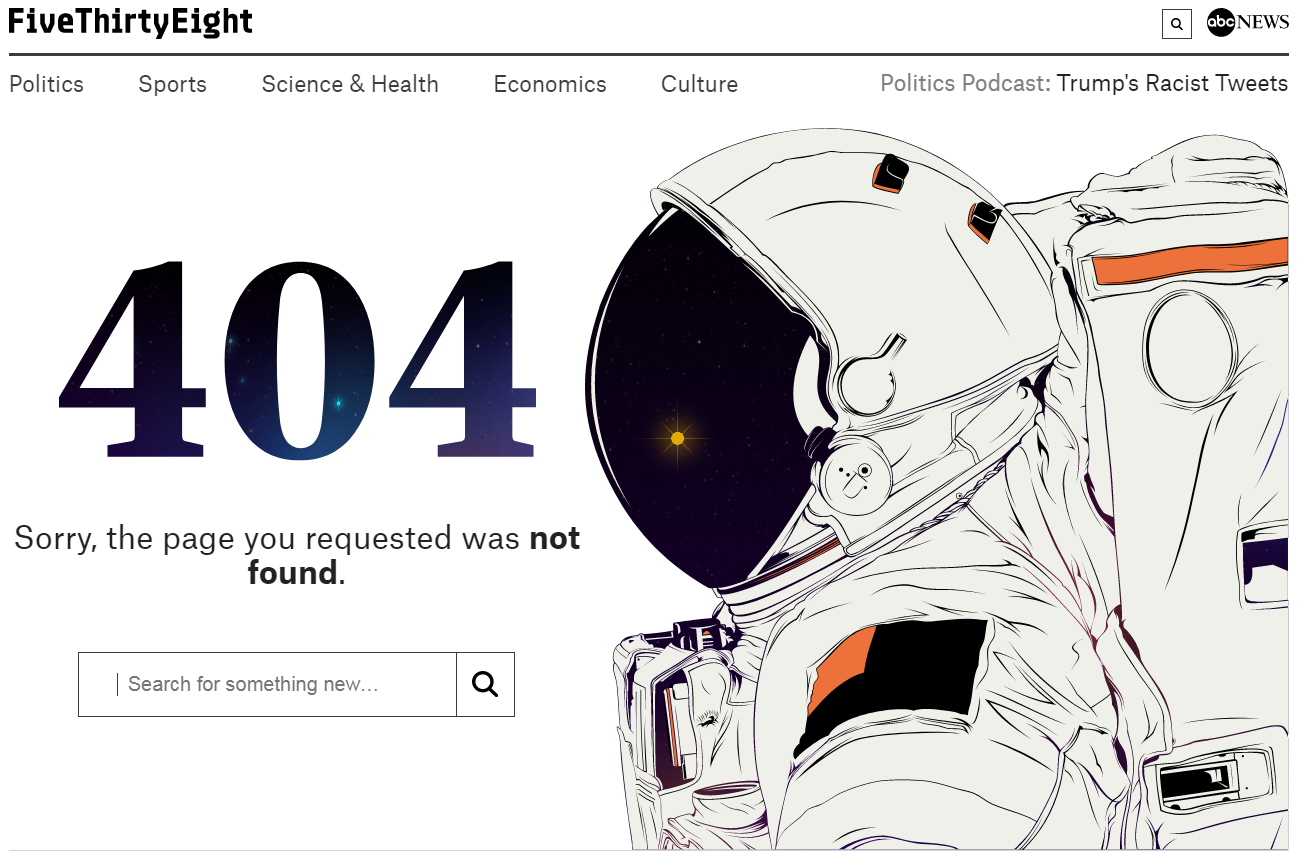 FiveThirtyEight
abc NEWS
Politics Sports Science & Health Economics Culture Politics Podcast: Trump's Racist Tweets
404
Sorry, the page you requested was not
found.
Search for something new...